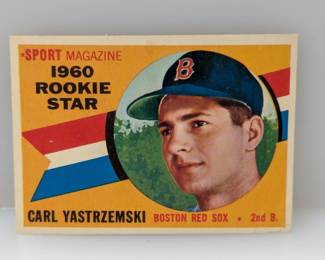 SPORT MAGAZINE
1960
ROOKIE
STAR
B
CARL YASTRZEMSKI BOSTON RED SOX • 2nd B.